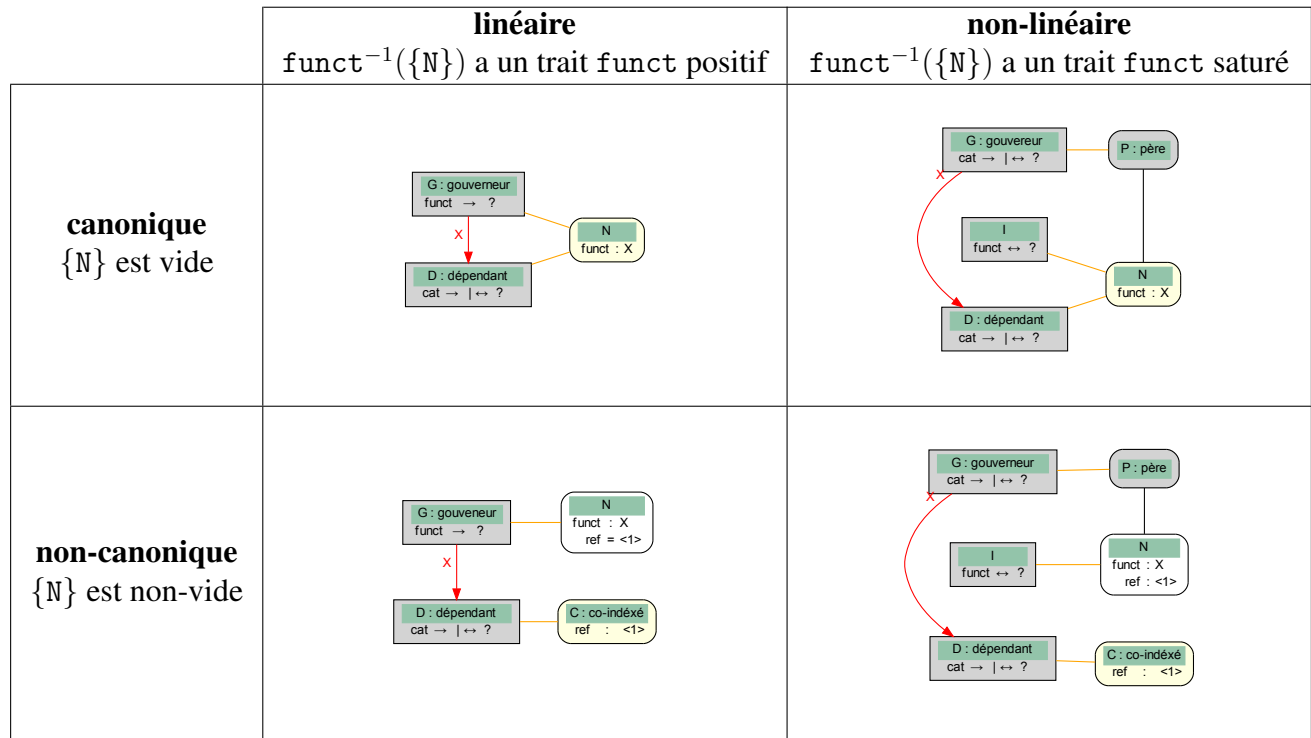 linéaire
funct⁻¹({N}) a un trait funct positif
non-linéaire
funct⁻¹({N}) a un trait funct saturé
canonique
{N} est vide
G : gouverneur
funct → ?
X
N
funct : X
D : dépendant
cat → | ↔ ?
G : gouvereur
cat → | ↔ ?
P : père
X
I
funct ↔ ?
N
funct : X
D : dépendant
cat → | ↔ ?
non-canonique
{N} est non-vide
G : gouveneur
funct → ?
N
funct : X
ref = <1>
X
D : dépendant
cat → | ↔ ?
C : co-indéxé
ref : <1>
G : gouverneur
cat → | ↔ ?
P : père
X
I
funct ↔ ?
N
funct : X
ref : <1>
D : dépendant
cat → | ↔ ?
C : co-indéxé
ref : <1>